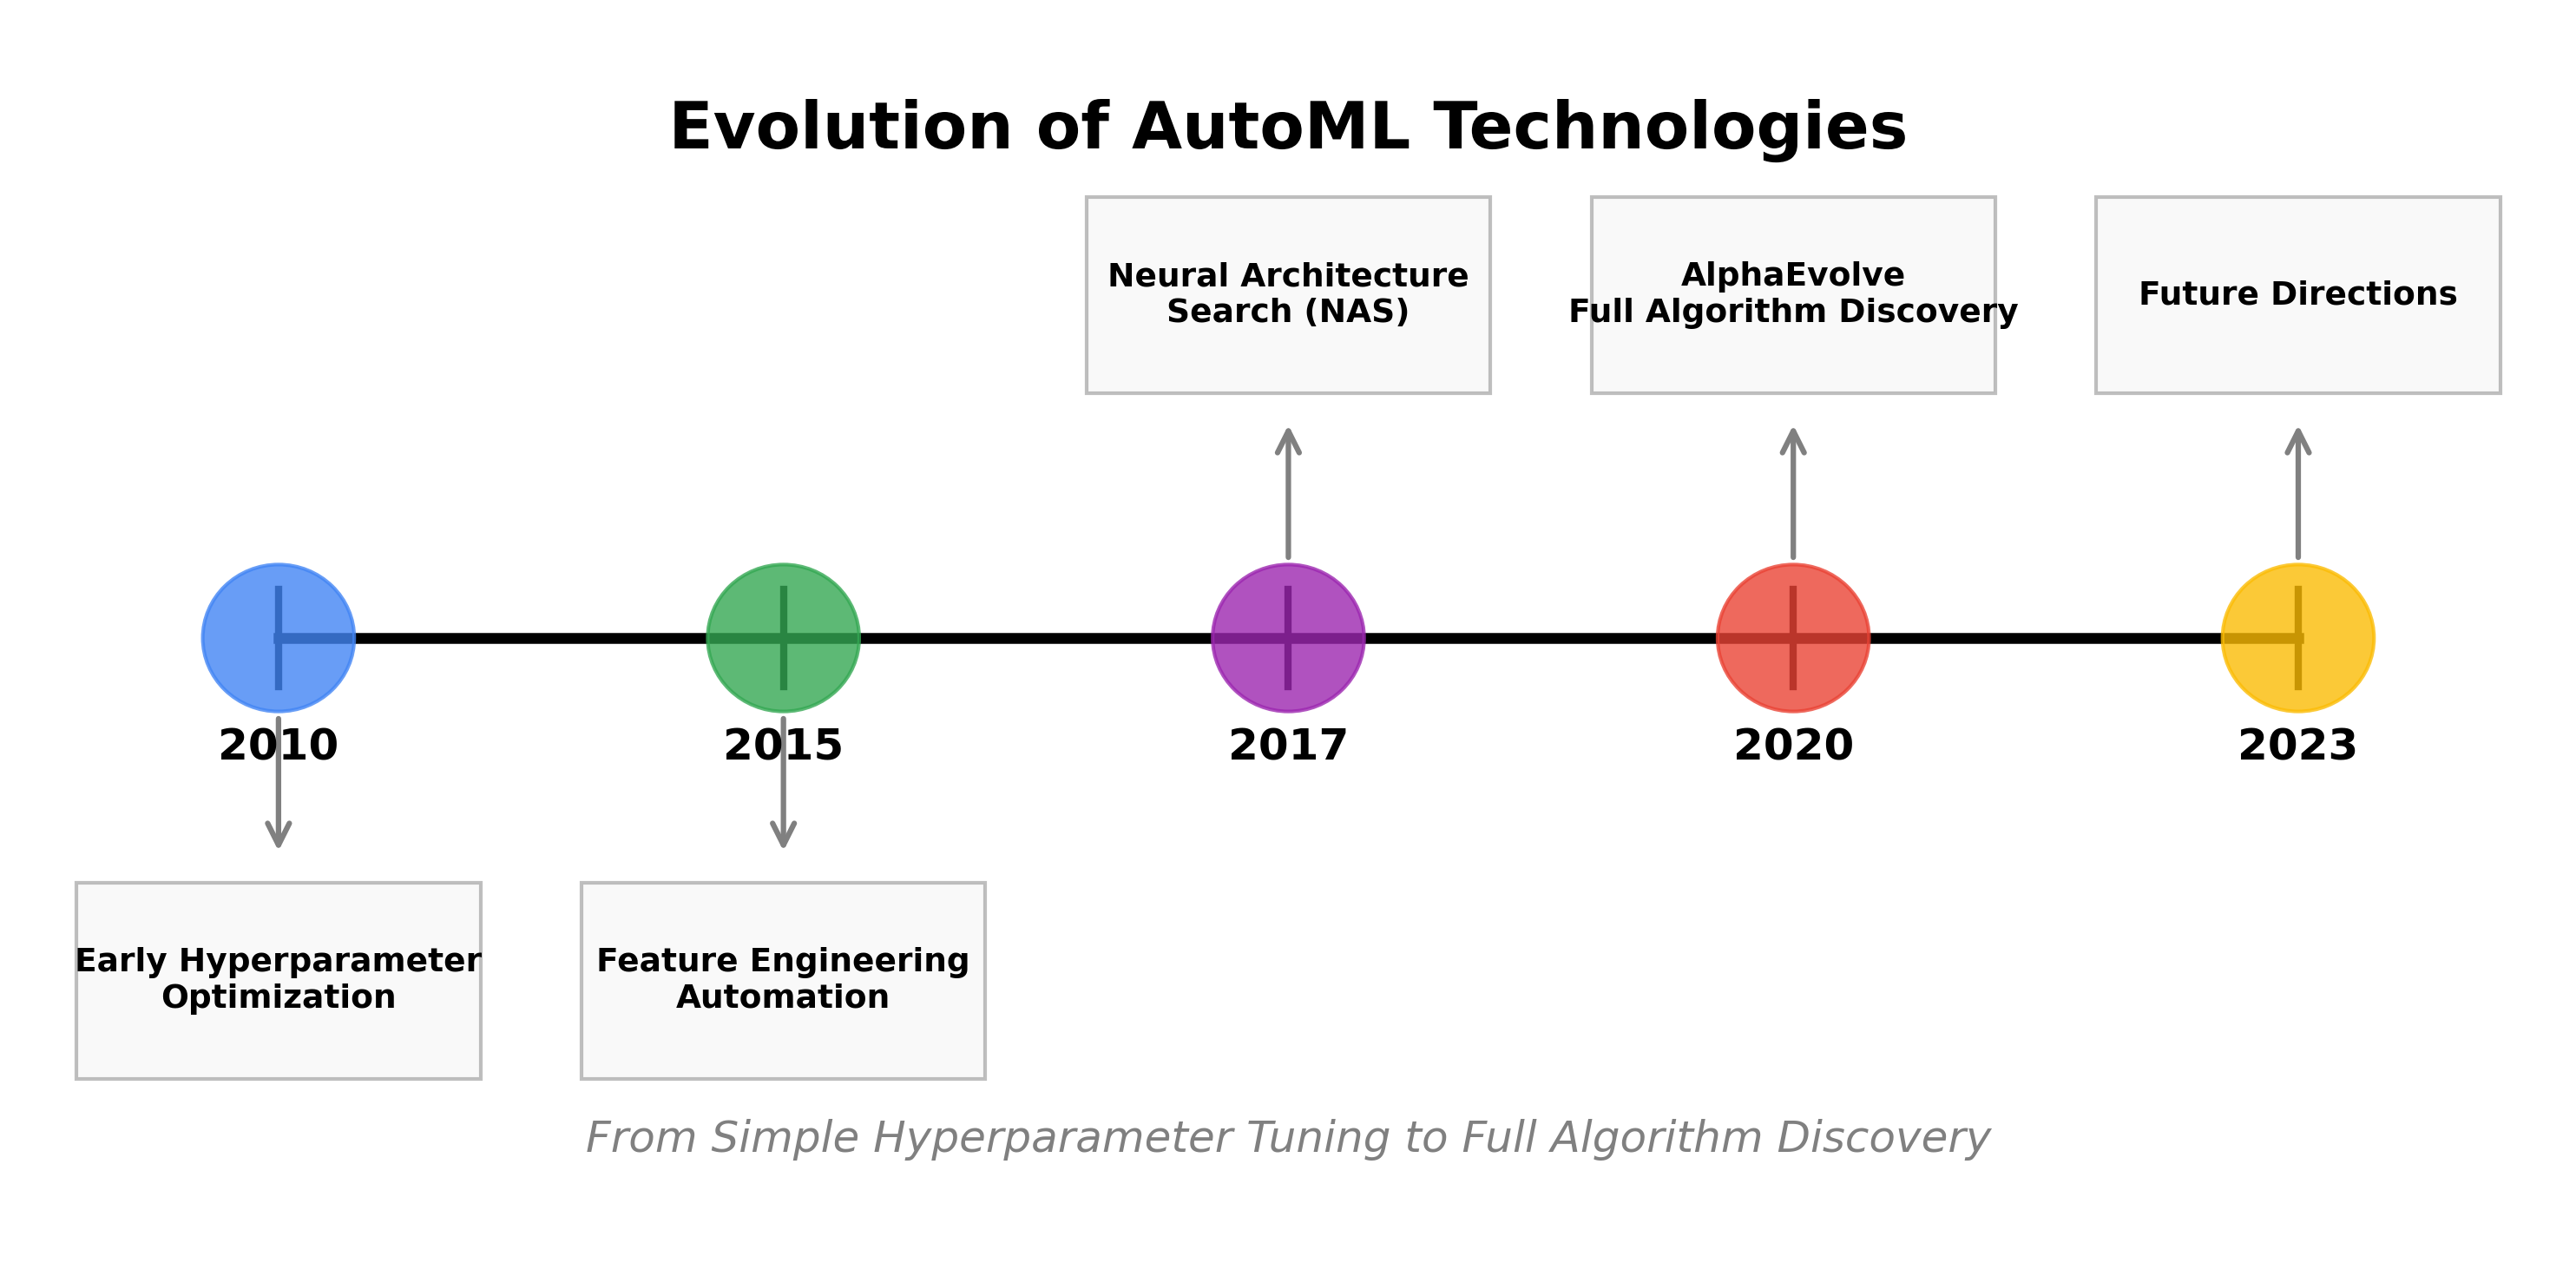 Evolution of AutoML Technologies
Neural Architecture
Search (NAS)
AlphaEvolve
Full Algorithm Discovery
Future Directions
2010
2015
2017
2020
2023
Early Hyperparameter
Optimization
Feature Engineering
Automation
From Simple Hyperparameter Tuning to Full Algorithm Discovery